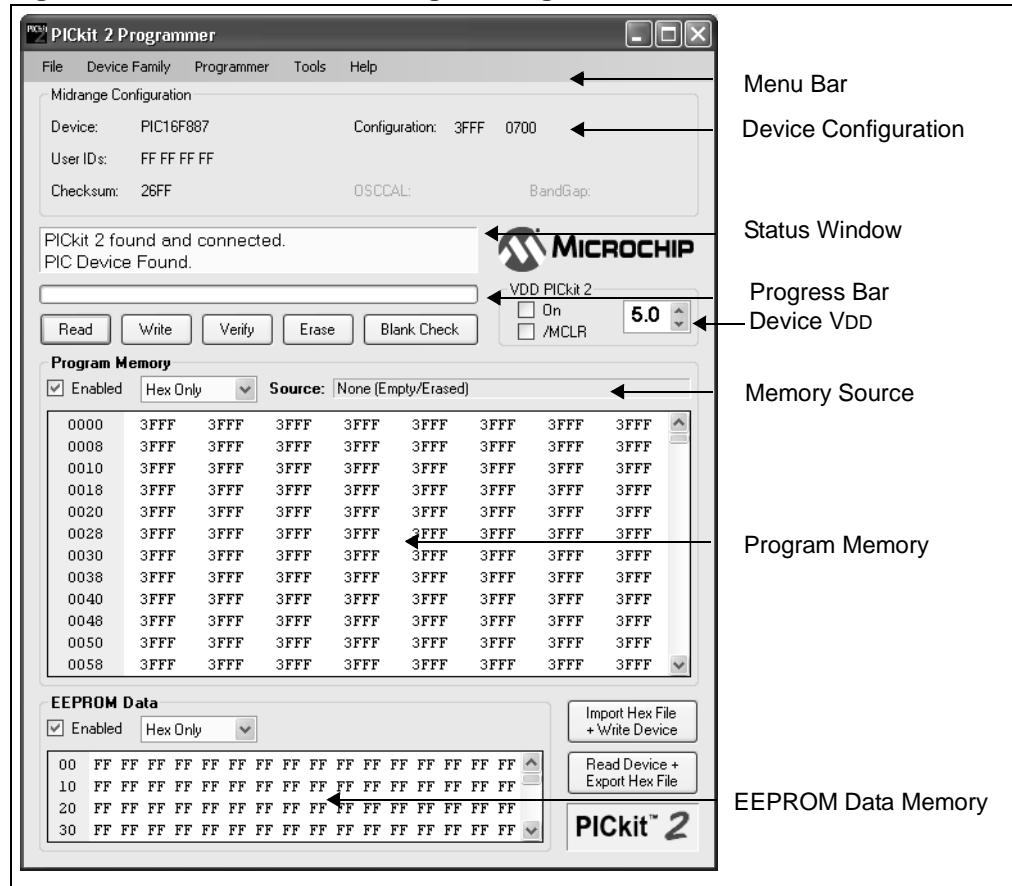 PICkit 2 Programmer
File Device Family Programmer Tools Help
Menu Bar
Midrange Configuration
Device: PIC16F887 Configuration: 3FFF 0700
Device Configuration
User IDs: FF FF FF FF
Checksum: 26FF OSCCAL: BandGap:
PICkit 2 found and connected.
PIC Device Found.
MICROCHIP
Status Window
VDD PICkit 2
On
/MCLR
5.0
Progress Bar
Device VDD
Read Write Verify Erase Blank Check
Program Memory
Enabled Hex Only Source: None (Empty/Erased)
Memory Source
0000 3FFF 3FFF 3FFF 3FFF 3FFF 3FFF 3FFF 3FFF
0008 3FFF 3FFF 3FFF 3FFF 3FFF 3FFF 3FFF 3FFF
0010 3FFF 3FFF 3FFF 3FFF 3FFF 3FFF 3FFF 3FFF
0018 3FFF 3FFF 3FFF 3FFF 3FFF 3FFF 3FFF 3FFF
0020 3FFF 3FFF 3FFF 3FFF 3FFF 3FFF 3FFF 3FFF
0028 3FFF 3FFF 3FFF 3FFF 3FFF 3FFF 3FFF 3FFF
0030 3FFF 3FFF 3FFF 3FFF 3FFF 3FFF 3FFF 3FFF
0038 3FFF 3FFF 3FFF 3FFF 3FFF 3FFF 3FFF 3FFF
0040 3FFF 3FFF 3FFF 3FFF 3FFF 3FFF 3FFF 3FFF
0048 3FFF 3FFF 3FFF 3FFF 3FFF 3FFF 3FFF 3FFF
0050 3FFF 3FFF 3FFF 3FFF 3FFF 3FFF 3FFF 3FFF
0058 3FFF 3FFF 3FFF 3FFF 3FFF 3FFF 3FFF 3FFF
Program Memory
EEPROM Data
Enabled Hex Only
00 FF FF FF FF FF FF FF FF FF FF FF FF FF FF FF FF
10 FF FF FF FF FF FF FF FF FF FF FF FF FF FF FF FF
20 FF FF FF FF FF FF FF FF FF FF FF FF FF FF FF FF
30 FF FF FF FF FF FF FF FF FF FF FF FF FF FF FF FF
Import Hex File
+ Write Device
Read Device +
Export Hex File
EEPROM Data Memory
PICkit™ 2